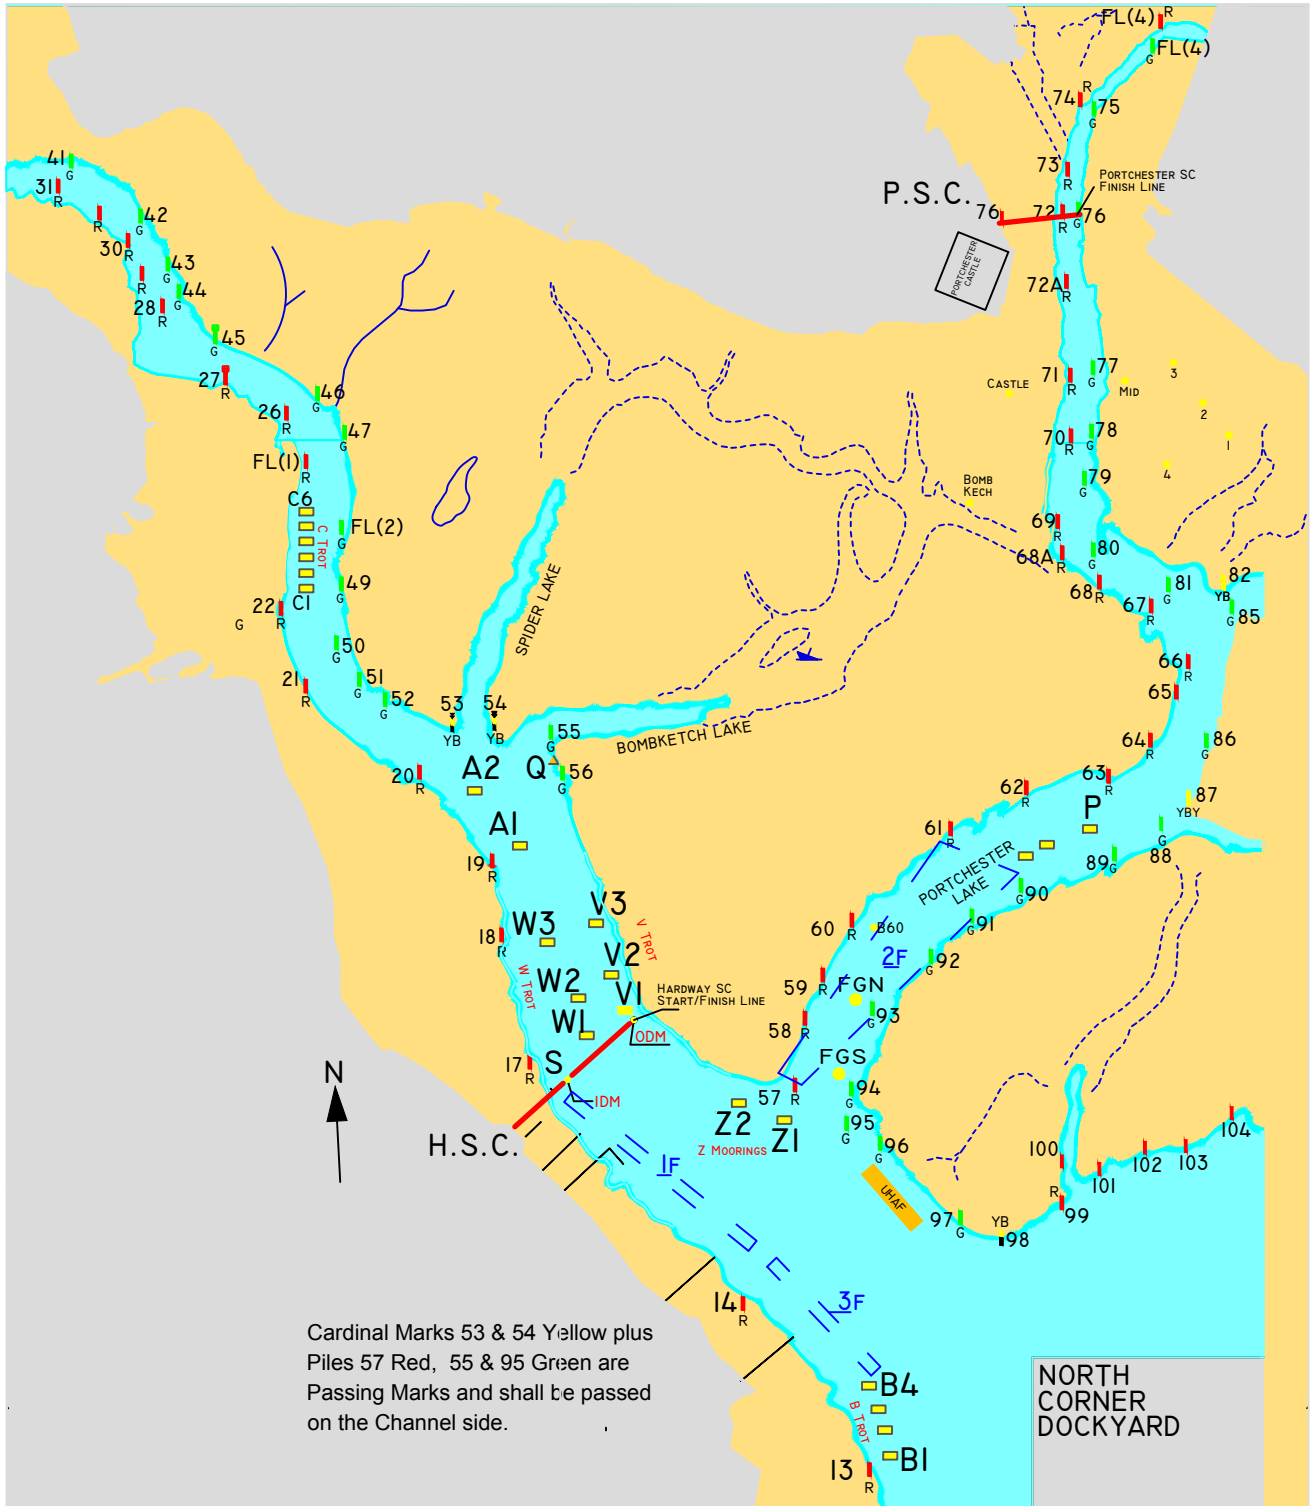 FL(4) R
FL(4)
G
74 R
75
G
73
R
PORTCHESTER SC
FINISH LINE
P.S.C.
76
72
R
76
G
PORTCHESTER
CASTLE
72A
R
41
G
31
R
R
42
G
30
R
43
G
R
44
G
28
R
45
G
27
R
46
G
26
R
47
G
FL(1)
R
C6
C TROT
FL(2)
G
C1
49
G
22
R
G
50
G
21
R
51
G
52
G
53
YB
54
YB
SPIDER LAKE
55
G
BOMBKETCH LAKE
Q
56
G
20
R
A2
A1
19
R
77
G
71
R
CASTLE
MID
3
2
1
4
70
R
78
G
79
G
BOMB
KECH
69
R
68A
R
80
G
68
R
81
G
82
YB
67
R
85
G
66
R
65
R
64
R
86
G
63
R
62
R
87
YBY
P
61
R
88
G
89
G
PORTCHESTER
LAKE
90
G
91
G
60
R
B60
92
G
2F
59
R
FGN
93
G
58
R
FGS
57
R
94
G
95
G
96
G
18
R
W3
V3
V TROT
V2
W TROT
W2
V1
HARDWAY SC
START/FINISH LINE
W1
ODM
17
R
S
IDM
H.S.C.
N
Z2
Z1
Z MOORINGS
1F
UHAF
97
G
YB
98
R
99
100
101
102
103
104
14
R
3F
B4
B TROT
B1
13
R
Cardinal Marks 53 & 54 Yellow plus
Piles 57 Red, 55 & 95 Green are
Passing Marks and shall be passed
on the Channel side.
NORTH
CORNER
DOCKYARD